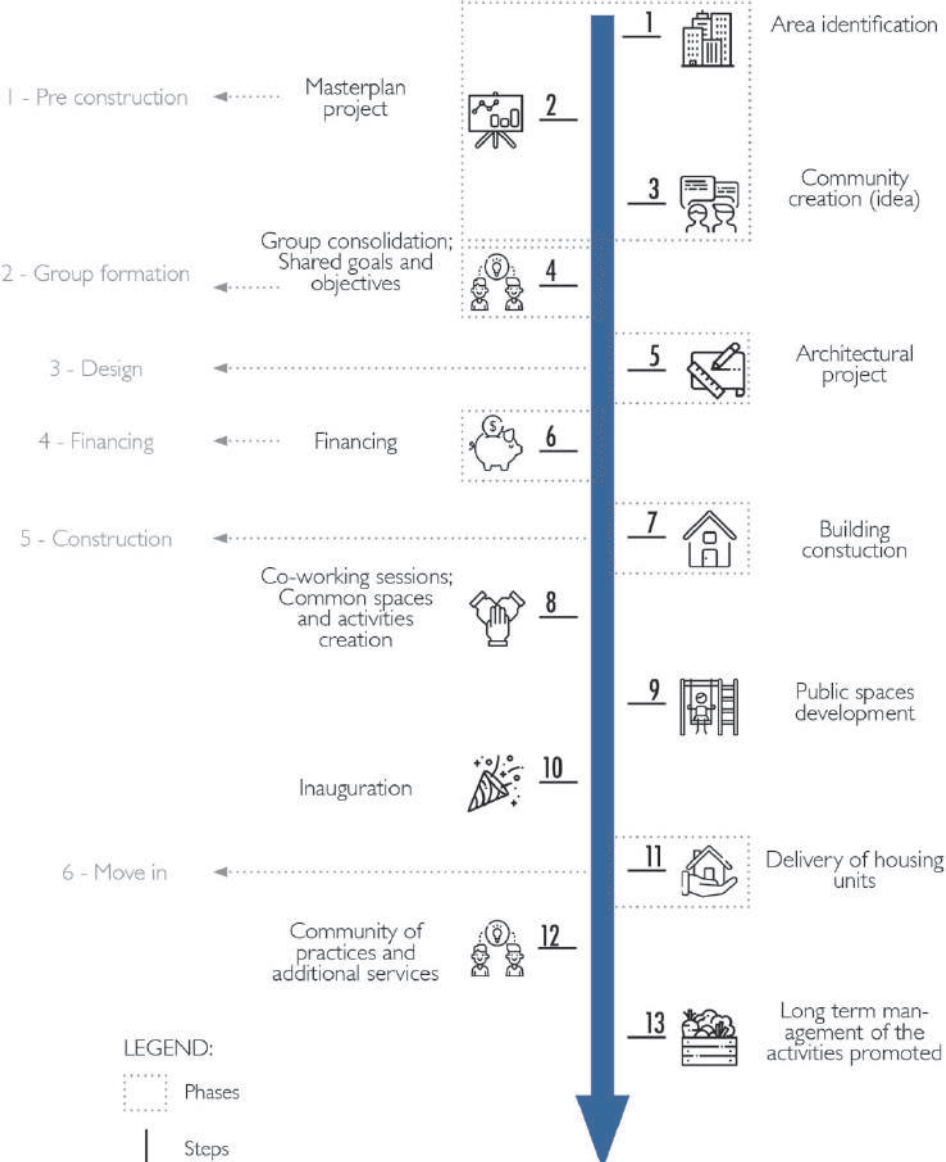 1
Area identification
1 - Pre construction
Masterplan
project
2
3
Community
creation (idea)
Group consolidation;
Shared goals and
objectives
2 - Group formation
4
3 - Design
5
Architectural
project
4 - Financing
Financing
6
5 - Construction
7
Building
constuction
Co-working sessions;
Common spaces
and activities
creation
8
9
Public spaces
development
Inauguration
10
6 - Move in
11
Delivery of housing
units
Community of
practices and
additional services
12
13
Long term man-
agement of the
activities promoted
LEGEND:
Phases
Steps